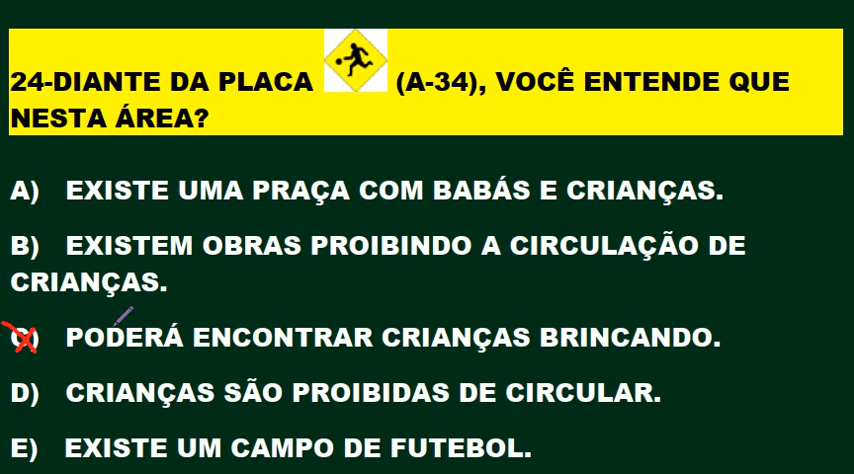 24-DIANTE DA PLACA (A-34), VOCÊ ENTENDE QUE
NESTA ÁREA?
A) EXISTE UMA PRAÇA COM BABÁS E CRIANÇAS.
B) EXISTEM OBRAS PROIBINDO A CIRCULAÇÃO DE
CRIANÇAS.
C) PODERÁ ENCONTRAR CRIANÇAS BRINCANDO.
D) CRIANÇAS SÃO PROIBIDAS DE CIRCULAR.
E) EXISTE UM CAMPO DE FUTEBOL.